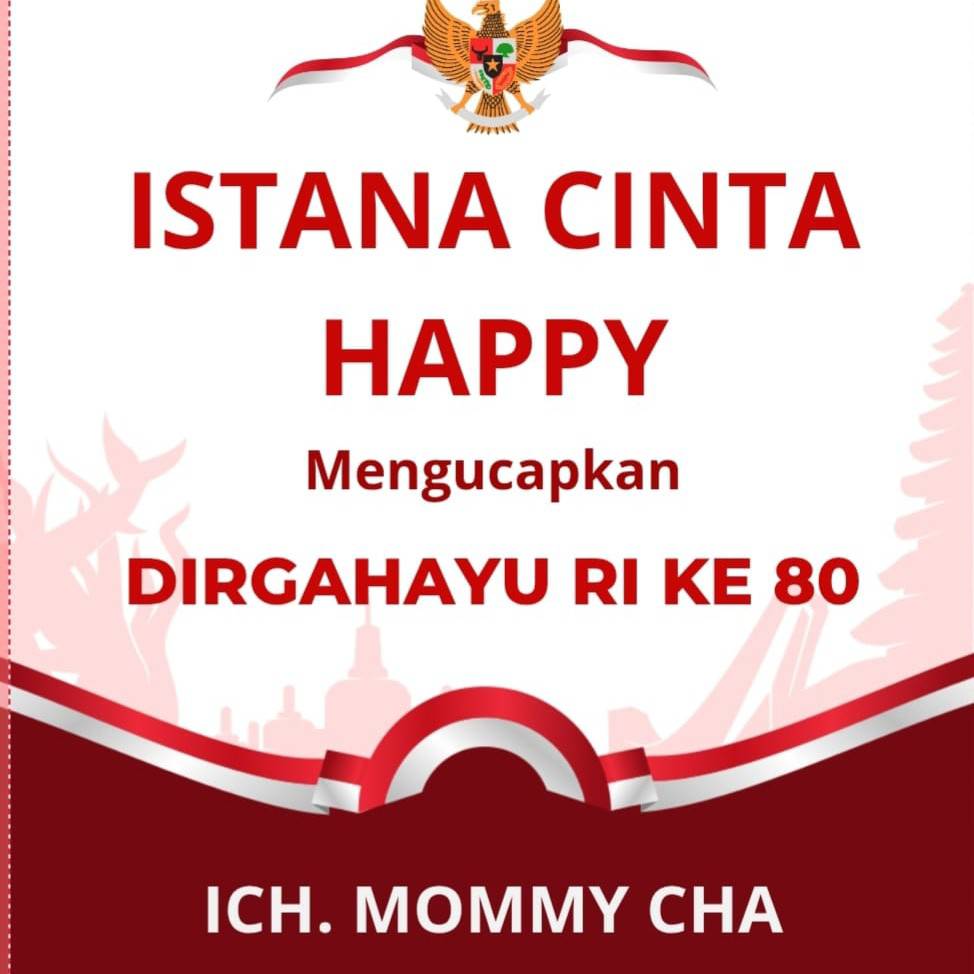 ISTANA CINTA
HAPPY
Mengucapkan
DIRGAHAYU RI KE 80
ICH. MOMMY CHA